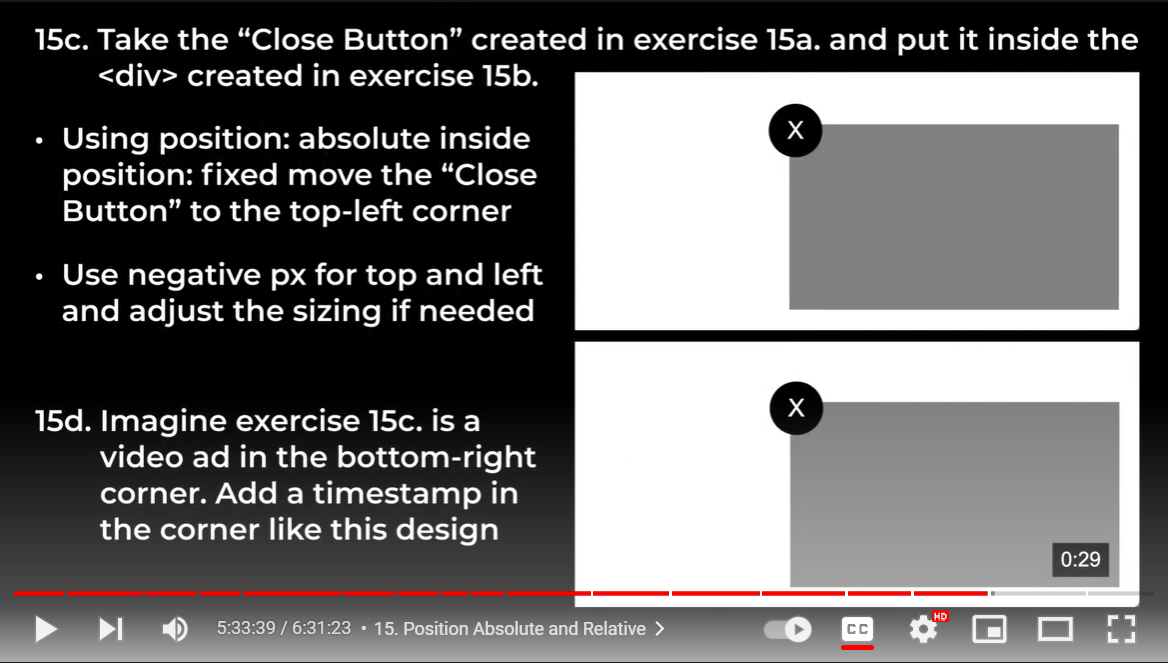 15c. Take the “Close Button” created in exercise 15a. and put it inside the
<div> created in exercise 15b.
• Using position: absolute inside
position: fixed move the “Close
Button” to the top-left corner
• Use negative px for top and left
and adjust the sizing if needed
X
15d. Imagine exercise 15c. is a
video ad in the bottom-right
corner. Add a timestamp in
the corner like this design
X
0:29
5:33:39 / 6:31:23 • 15. Position Absolute and Relative
CC
HD